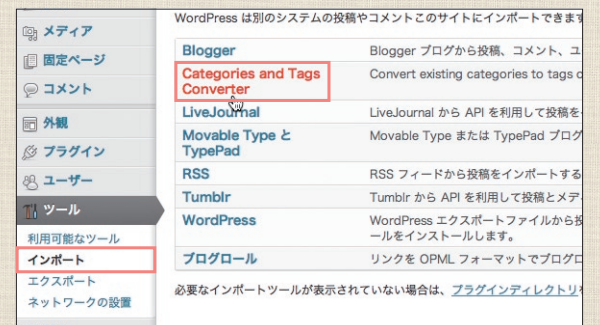 メディア
固定ページ
コメント
外観
プラグイン
ユーザー
ツール
利用可能なツール
インポート
エクスポート
ネットワークの設置
WordPress は別のシステムの投稿やコメントこのサイトにインポートできます
Blogger
Blogger ブログから投稿、コメント、ユ
Categories and Tags
Converter
Convert existing categories to tags o
LiveJournal
LiveJournal から API を利用して投稿を
Movable Type と
TypePad
Movable Type または TypePad ブログ
RSS
RSS フィードから投稿をインポートする
Tumblr
Tumblr から API を利用して投稿とメデ
WordPress
WordPress エクスポートファイルから投
ールをインストールします。
ブログロール
リンクを OPML フォーマットでブログロ
必要なインポートツールが表示されていない場合は、プラグインディレクトリ